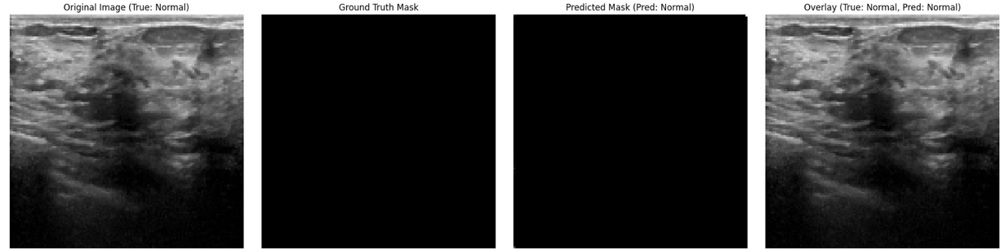 Original Image (True: Normal)
Ground Truth Mask
Predicted Mask (Pred: Normal)
Overlay (True: Normal, Pred: Normal)